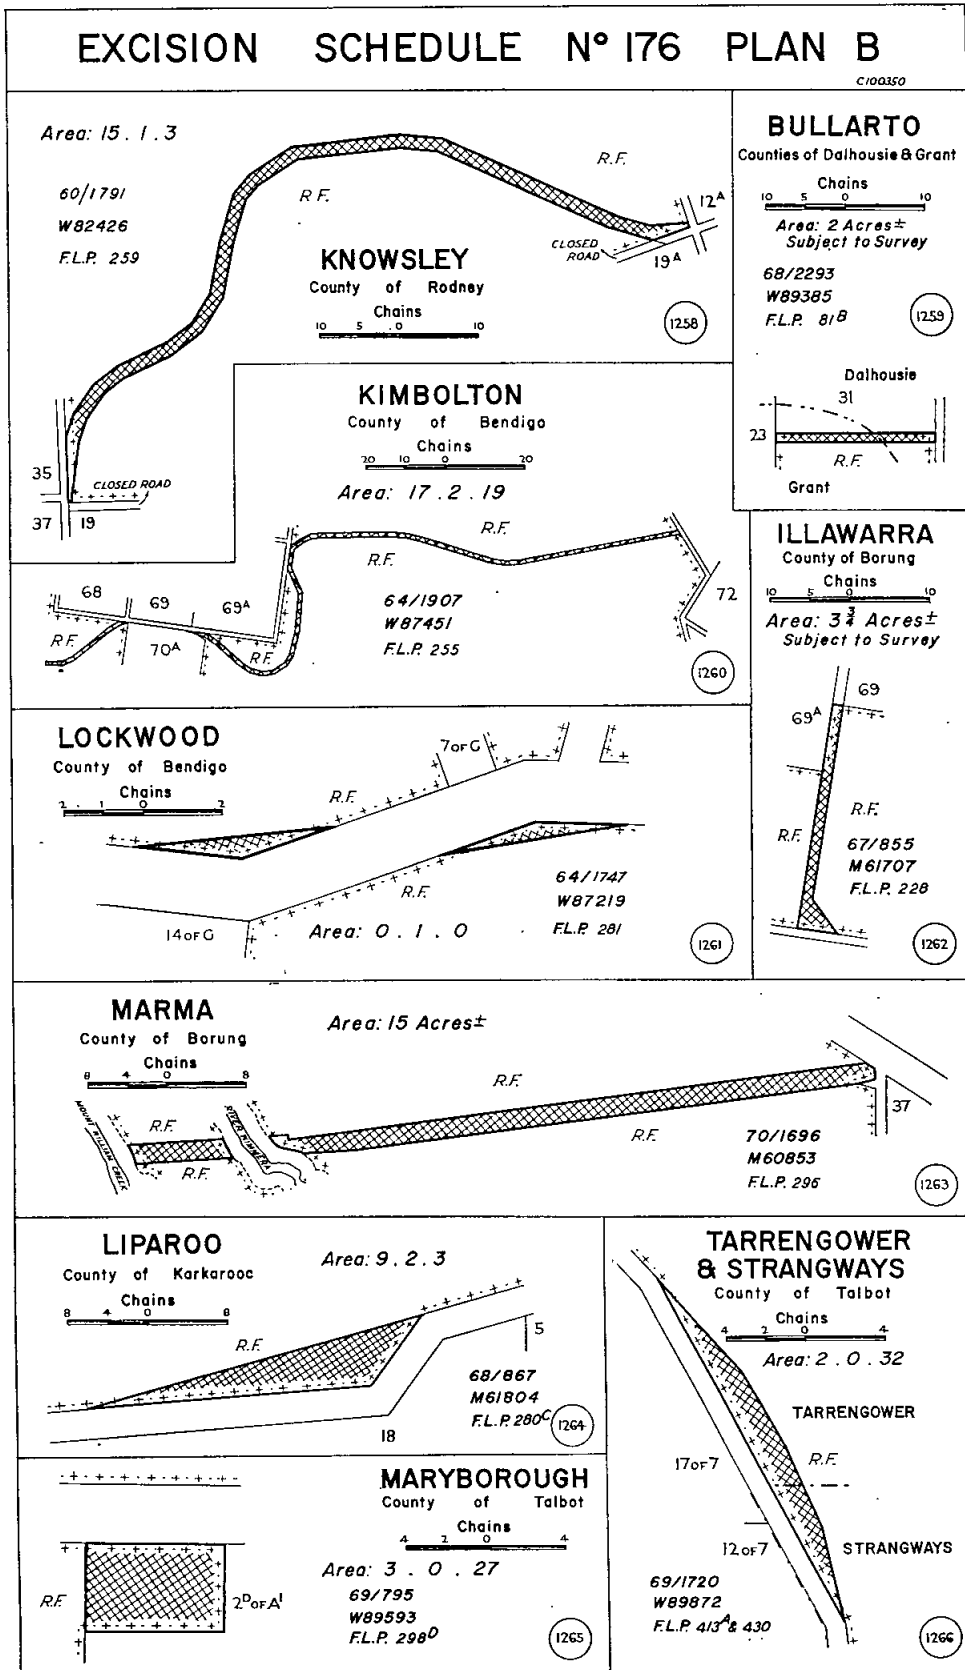 EXCISION SCHEDULE Nº 176 PLAN B
C100350
Area: 15 . 1 . 3
60/1791
W82426
F.L.P. 259
R.F.
R.F.
12A
CLOSED ROAD
19A
KNOWSLEY
County of Rodney
Chains
10 5 0 10
1258
35
CLOSED ROAD
37 19
BULLARTO
Counties of Dalhousie & Grant
Chains
10 5 0 10
Area: 2 Acres±
Subject to Survey
68/2293
W89385
F.L.P. 81B
1259
Dalhousie
31
23
R.F.
Grant
KIMBOLTON
County of Bendigo
Chains
20 10 0 20
Area: 17 . 2 . 19
R.F.
R.F.
68 69 69A
R.F.
70A
R.F.
64/1907
W87451
F.L.P. 255
72
1260
ILLAWARRA
County of Borung
Chains
10 5 0 10
Area: 3 3/4 Acres±
Subject to Survey
69
69A
R.F.
R.F.
67/855
M61707
F.L.P. 228
1262
LOCKWOOD
County of Bendigo
Chains
2 1 0 2
7 OF G
R.F.
R.F.
14 OF G
Area: 0 . 1 . 0
64/1747
W87219
F.L.P. 281
1261
MARMA
County of Borung
Chains
8 4 0 8
Area: 15 Acres±
MOUNT WILLIAM CREEK
R.F.
R.F.
RIVER WIMMERA
R.F.
R.F.
37
70/1696
M60853
F.L.P. 296
1263
LIPAROO
County of Karkarooc
Chains
8 4 0 8
Area: 9 . 2 . 3
R.F.
5
18
68/867
M61804
F.L.P. 280C
1264
TARRENGOWER
& STRANGWAYS
County of Talbot
Chains
4 2 0 4
Area: 2 . 0 . 32
TARRENGOWER
R.F.
17 OF 7
12 OF 7
STRANGWAYS
69/1720
W89872
F.L.P. 413A & 430
1266
MARYBOROUGH
County of Talbot
Chains
4 2 0 4
Area: 3 . 0 . 27
R.F.
2D OF A1
69/795
W89593
F.L.P. 298D
1265